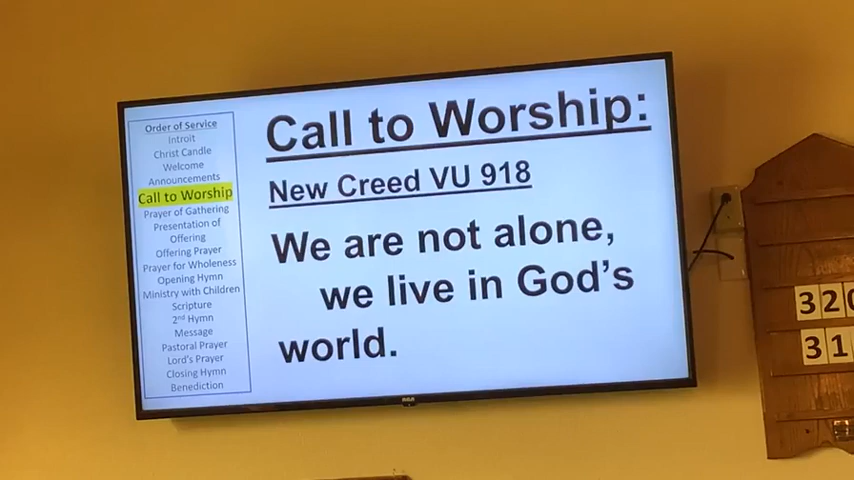 Order of Service
Introit
Christ Candle
Welcome
Announcements
Call to Worship
Prayer of Gathering
Presentation of
Offering
Offering Prayer
Prayer for Wholeness
Opening Hymn
Ministry with Children
Scripture
2nd Hymn
Message
Pastoral Prayer
Lord's Prayer
Closing Hymn
Benediction
Call to Worship:
New Creed VU 918
We are not alone,
we live in God's
world.
RCA
320
31